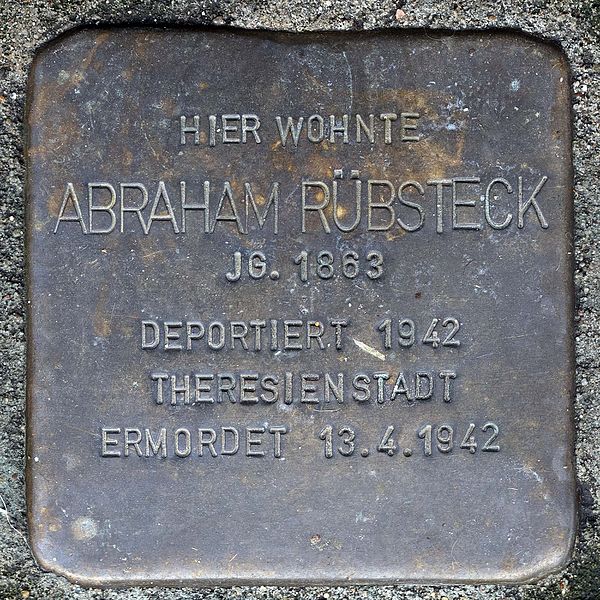 HIER WOHNTE
ABRAHAM RÜBSTECK
JG. 1863
DEPORTIERT 1942
THERESIENSTADT
ERMORDET 13.4.1942